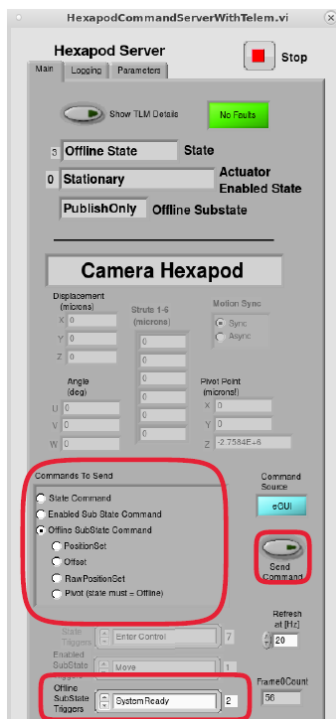 HexapodCommandServerWithTelem.vi
Hexapod Server
Stop
Main Logging Parameters
Show TLM Details
No Faults
3 Offline State State
0 Stationary Actuator
Enabled State
PublishOnly Offline Substate
Camera Hexapod
Displacement
(microns)
X 0
Y 0
Z 0
Struts 1-6
(microns)
0
0
0
0
0
0
Motion Sync
Sync
Async
Angle
(deg)
U 0
V 0
W 0
Pivot Point
(microns!)
X 0
Y 0
Z -2.7584E+6
Commands To Send
State Command
Enabled Sub State Command
Offline SubState Command
PositionSet
Offset
RawPositionSet
Pivot (state must = Offline)
Command
Source
eGUI
Send
Command
State
Triggers Enter Control 7
Enabled
SubState
Triggers Move 1
Offline
SubState
Triggers SystemReady 2
Refresh
at [Hz]
20
Frame0Count
56